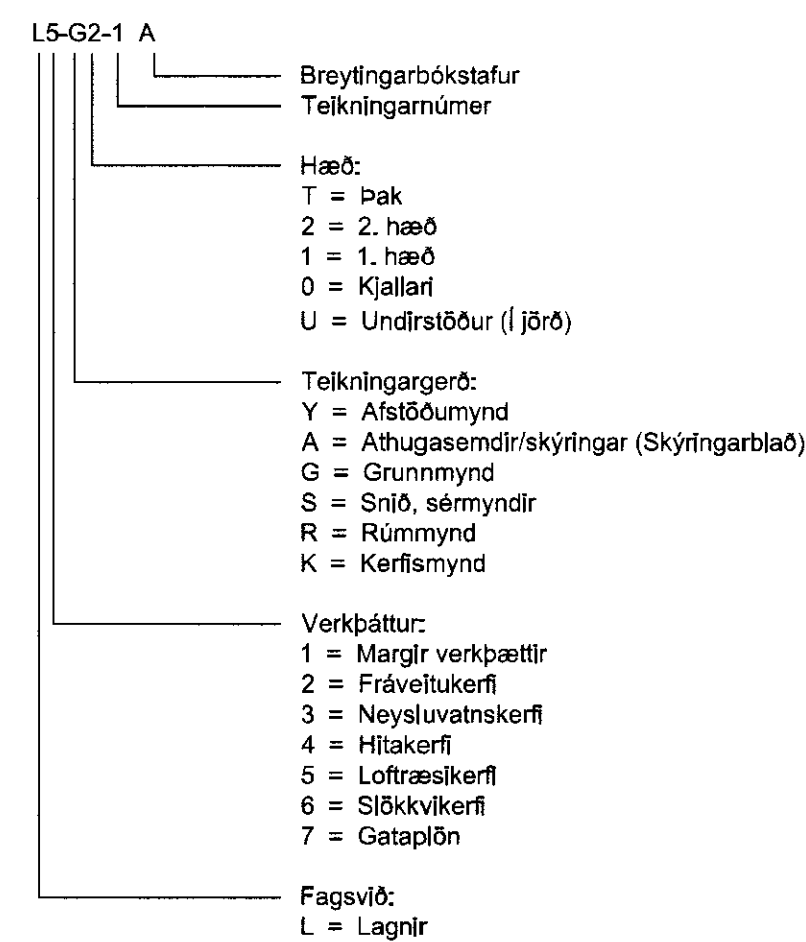 L5-G2-1 A
Breytingarbókstafur
Teikningarnúmer
Hæð:
T = Þak
2 = 2. hæð
1 = 1. hæð
0 = Kjallari
U = Undirstöður (Í jörð)
Teikningargerð:
Y = Afstöðumynd
A = Athugasemdir/skýringar (Skýringarblað)
G = Grunnmynd
S = Snið, sérmyndir
R = Rúmmynd
K = Kerfismynd
Verkþáttur:
1 = Margir verkþættir
2 = Fráveitukerfi
3 = Neysluvatnskerfi
4 = Hitakerfi
5 = Loftræsikerfi
6 = Slökkvikerfi
7 = Gataplön
Fagsvið:
L = Lagnir